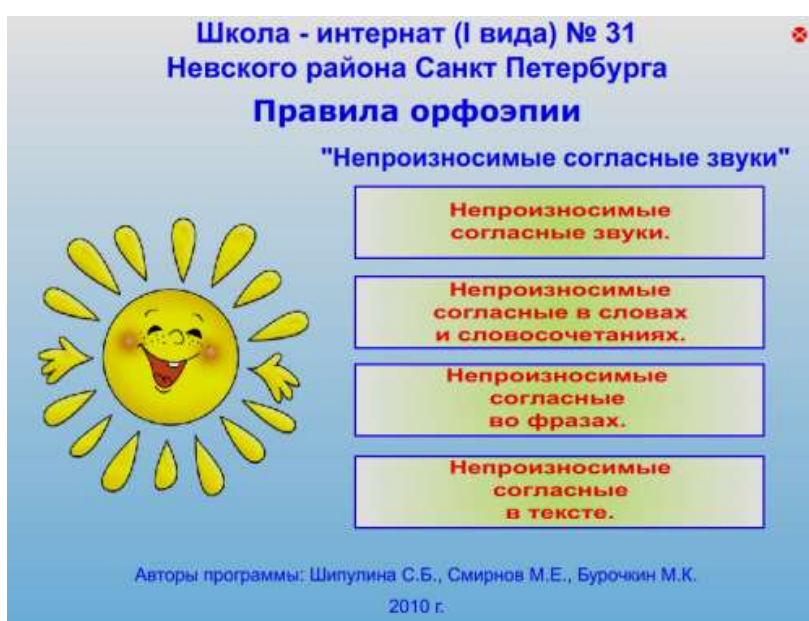 Школа - интернат (I вида) № 31
Невского района Санкт Петербурга
Правила орфоэпии
"Непроизносимые согласные звуки"
Непроизносимые
согласные звуки.
Непроизносимые
согласные в словах
и словосочетаниях.
Непроизносимые
согласные
во фразах.
Непроизносимые
согласные
в тексте.
Авторы программы: Шипулина С.Б., Смирнов М.Е., Бурочкин М.К.
2010 г.